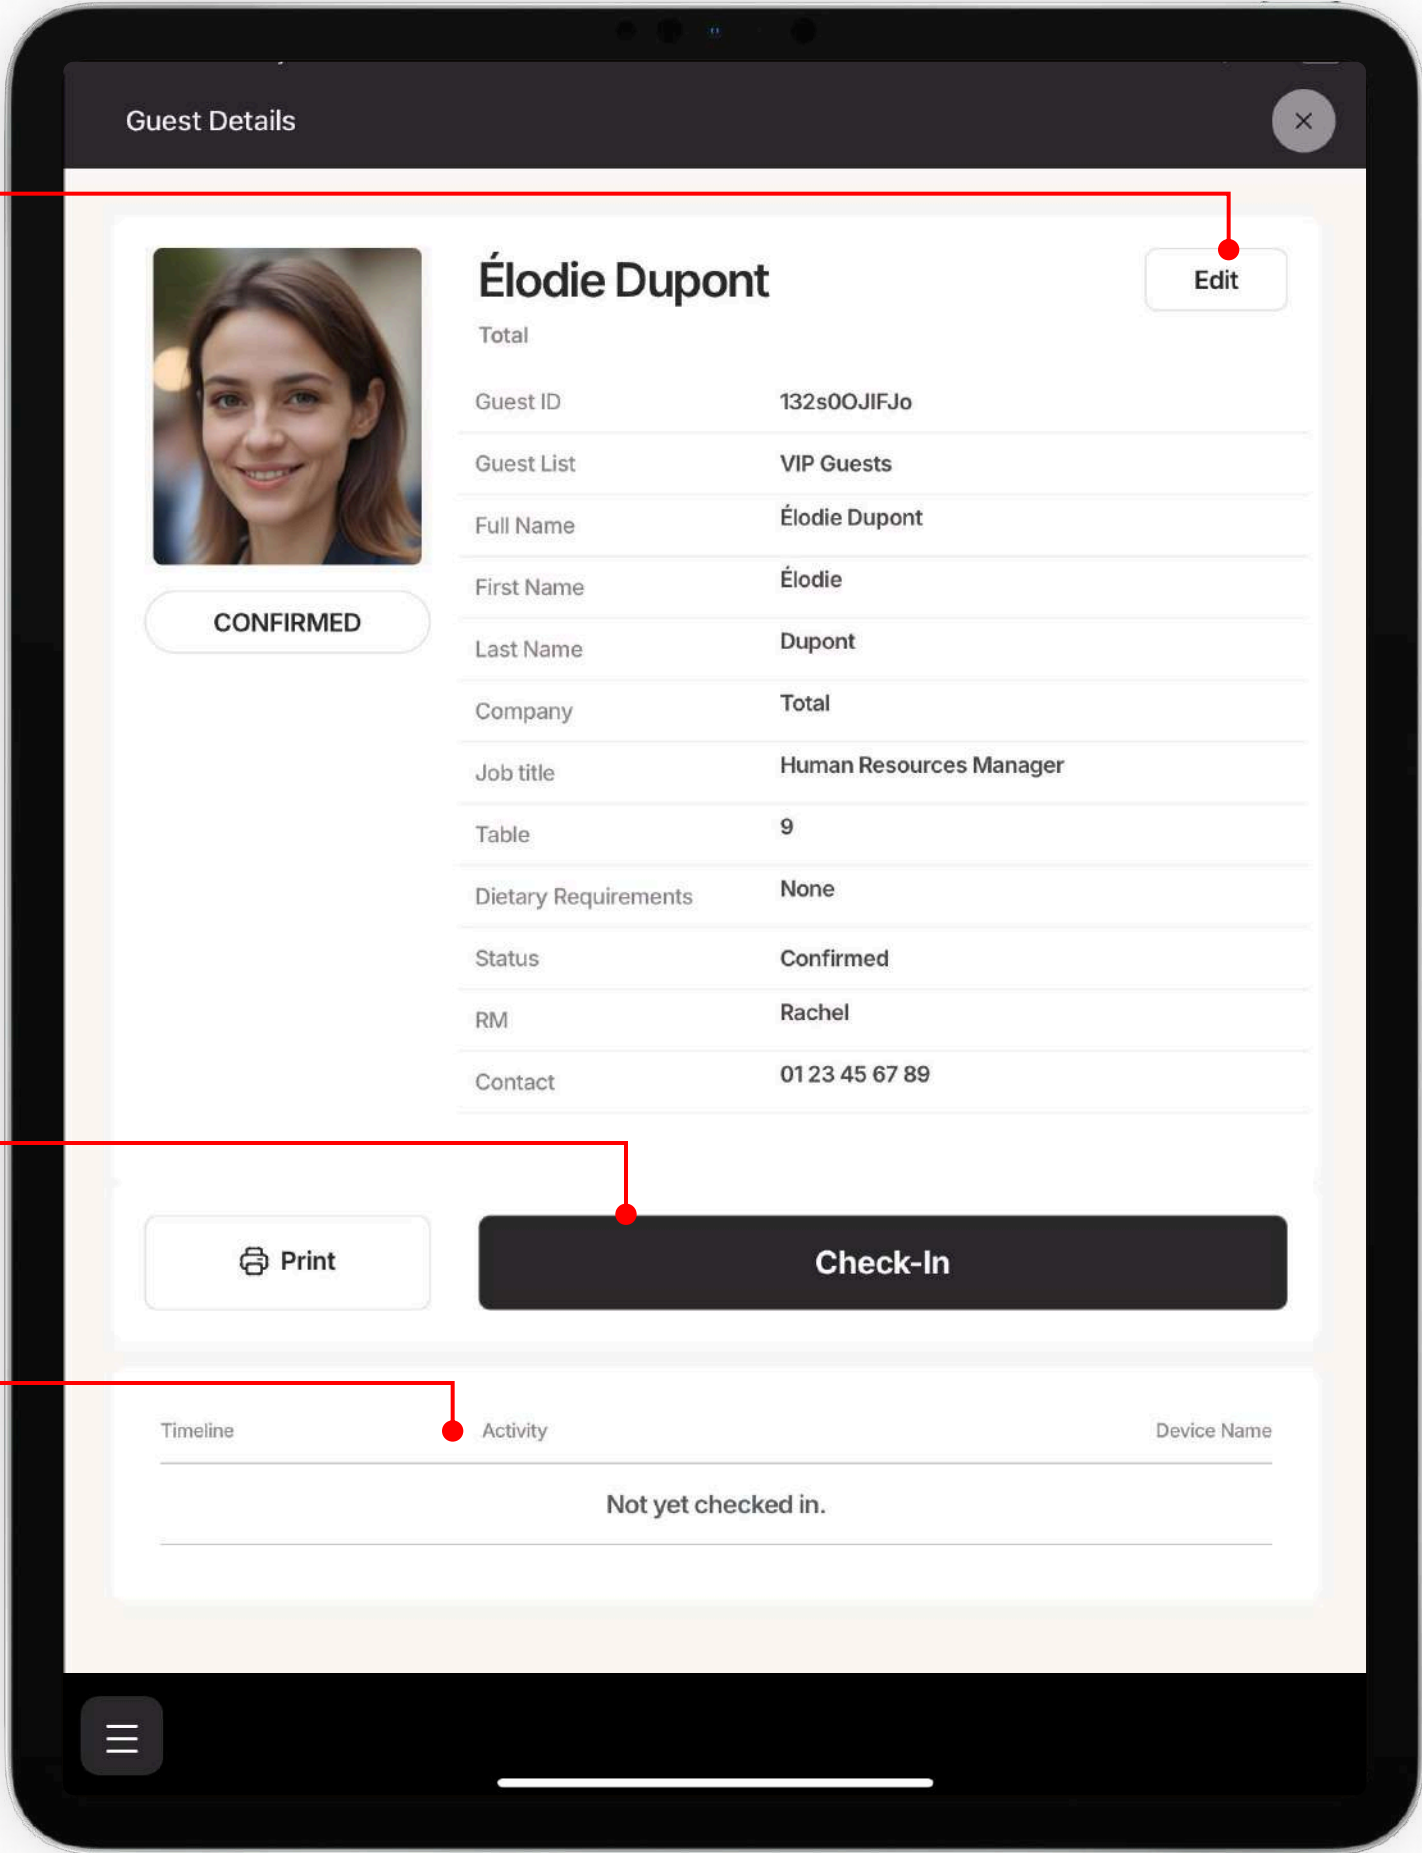 Guest Details
Élodie Dupont
Edit
Total
Guest ID 132s0OJIFJo
Guest List VIP Guests
Full Name Élodie Dupont
First Name Élodie
CONFIRMED
Last Name Dupont
Company Total
Job title Human Resources Manager
Table 9
Dietary Requirements None
Status Confirmed
RM Rachel
Contact 01 23 45 67 89
Print
Check-In
Timeline Activity Device Name
Not yet checked in.